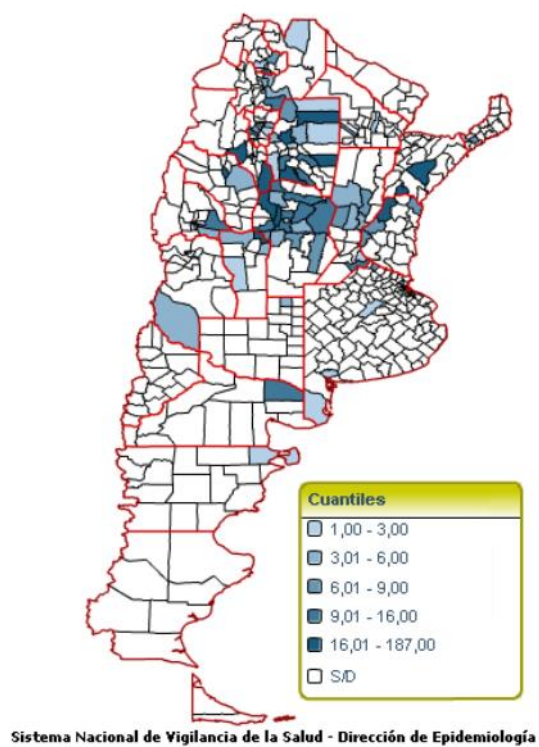 Cuantiles
1,00 - 3,00
3,01 - 6,00
6,01 - 9,00
9,01 - 16,00
16,01 - 187,00
S/D
Sistema Nacional de Vigilancia de la Salud - Dirección de Epidemiología